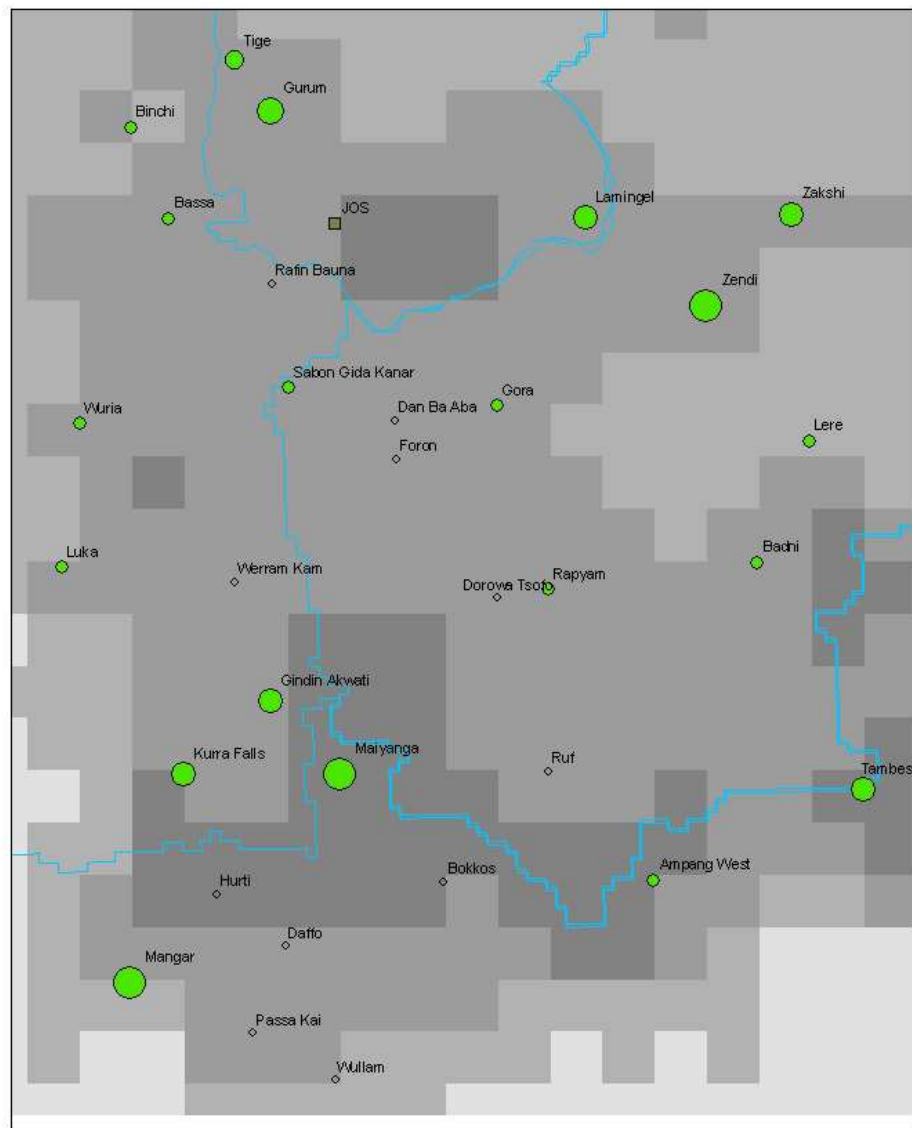 Tige
Gurum
Binchi
Bassa
JOS
Lamingel
Zakshi
Rafin Bauna
Zendi
Sabon Gida Kanar
Gora
Dan Ba Aba
Wuria
Lere
Foron
Luka
Werram Kam
Dorowa Tsofo
Rapyam
Badhi
Gindin Akwati
Kurra Falls
Maiyanga
Ruf
Tambes
Hurti
Bokkos
Ampang West
Daffo
Mangar
Passa Kai
Wullam